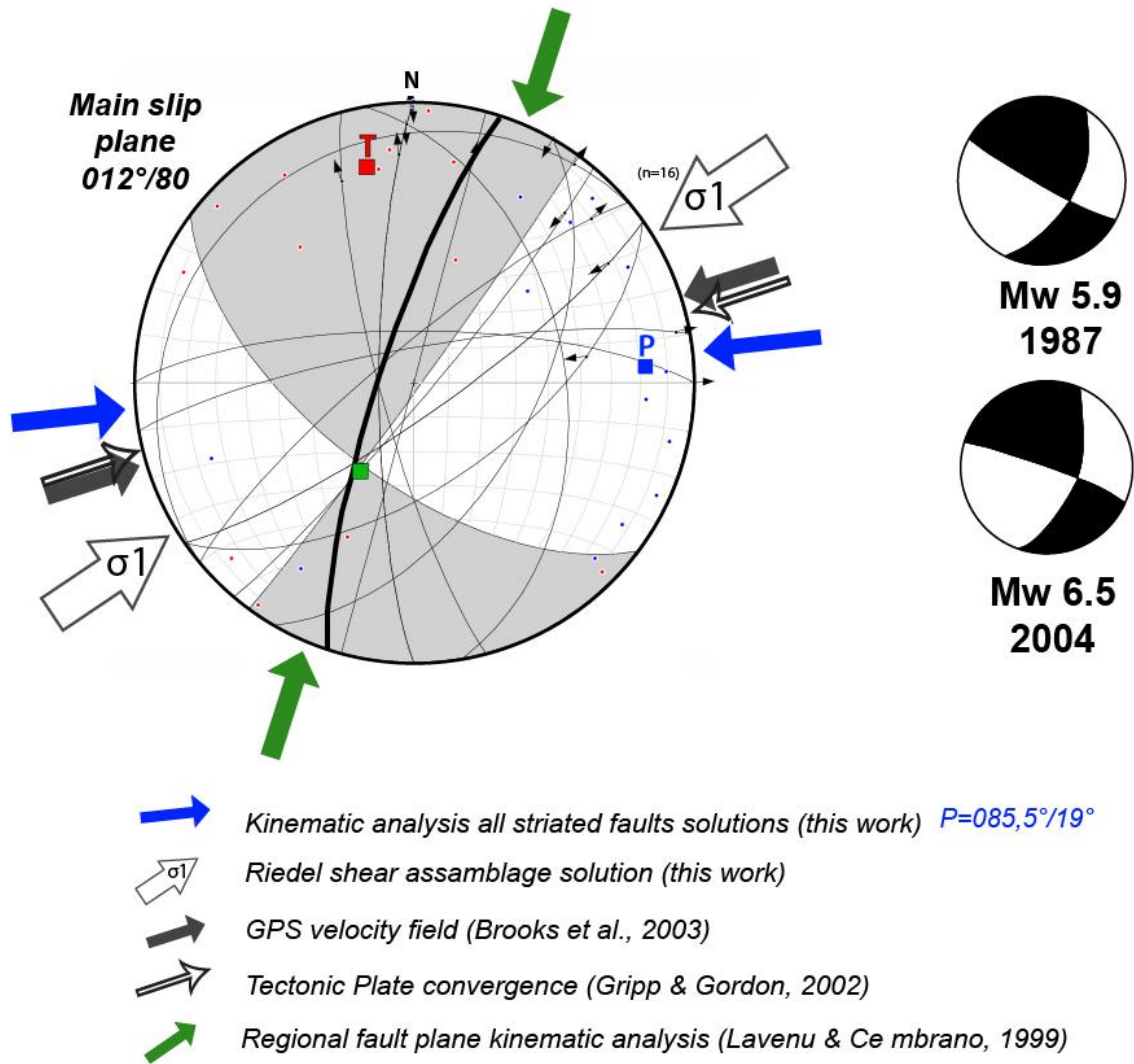 N
Main slip
plane
012°/80
T
(n=16)
σ1
P
σ1
Mw 5.9
1987
Mw 6.5
2004
Kinematic analysis all striated faults solutions (this work) P=085,5°/19°
σ1
Riedel shear assamblage solution (this work)
GPS velocity field (Brooks et al., 2003)
Tectonic Plate convergence (Gripp & Gordon, 2002)
Regional fault plane kinematic analysis (Lavenu & Ce mbrano, 1999)